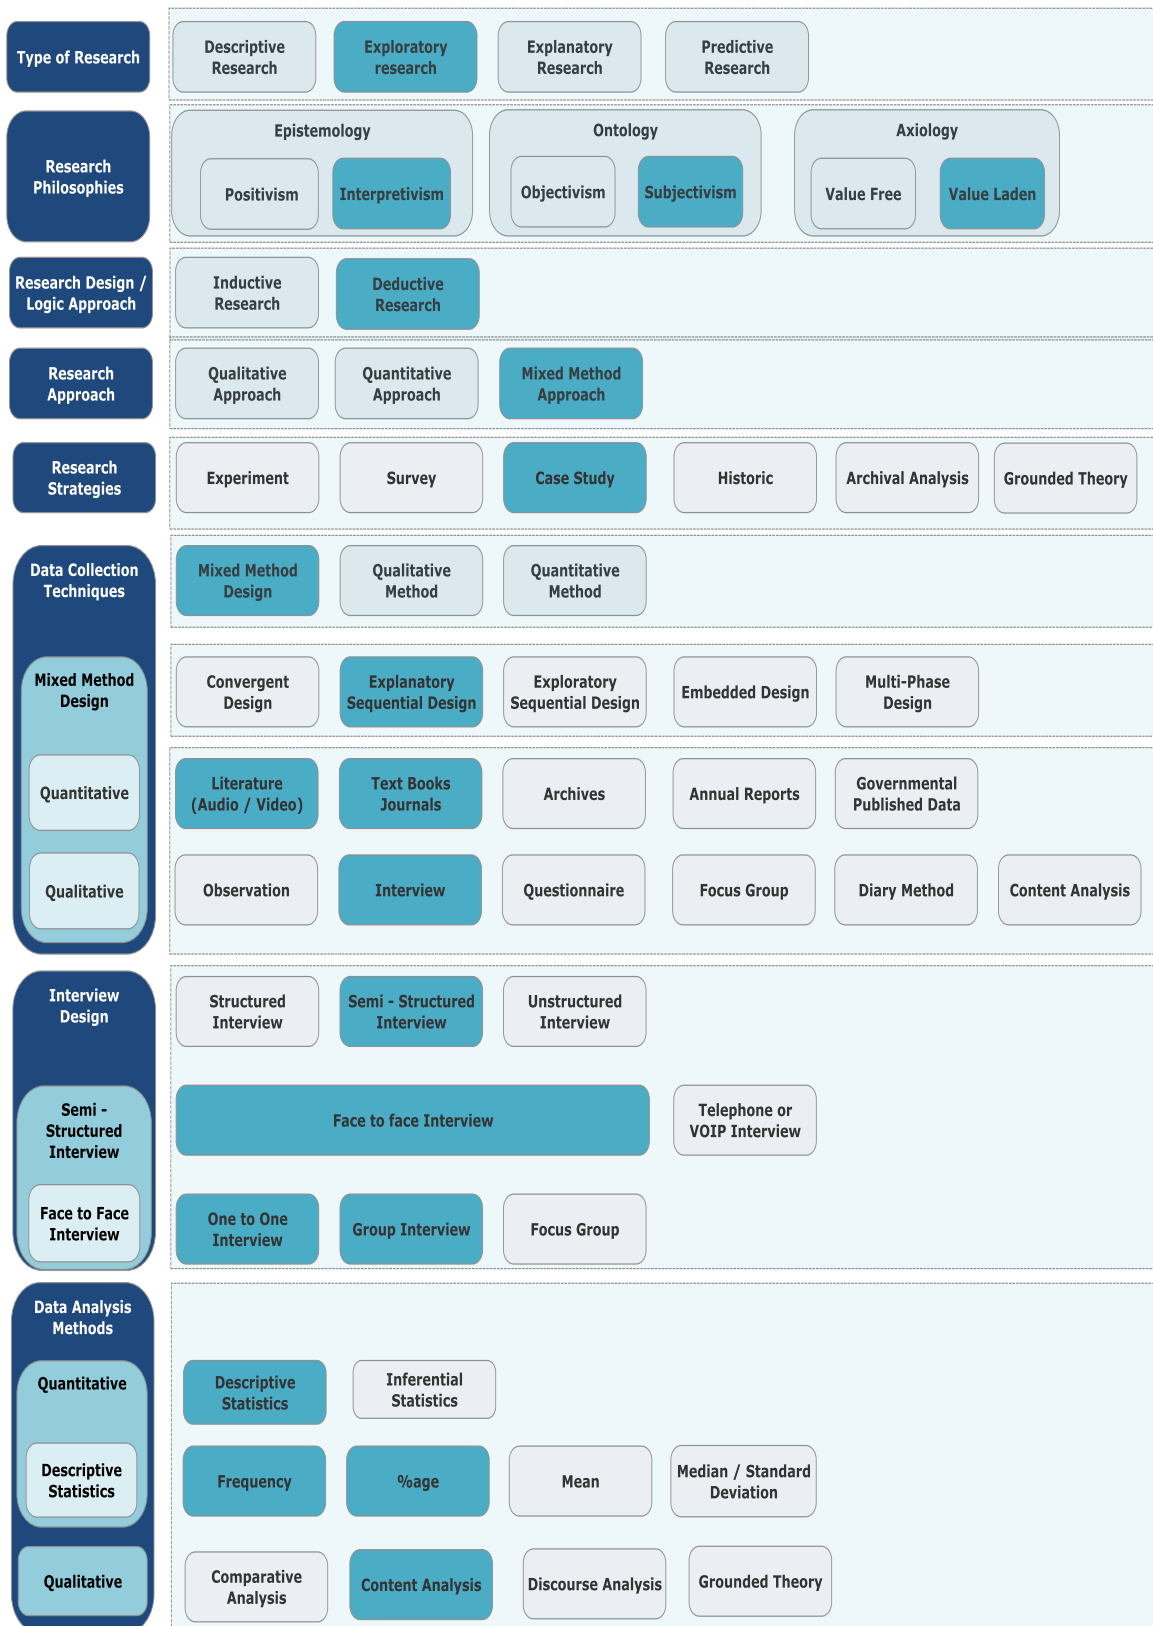 Type of Research
Descriptive
Research
Exploratory
research
Explanatory
Research
Predictive
Research
Research
Philosophies
Epistemology
Positivism
Interpretivism
Ontology
Objectivism
Subjectivism
Axiology
Value Free
Value Laden
Research Design /
Logic Approach
Inductive
Research
Deductive
Research
Research
Approach
Qualitative
Approach
Quantitative
Approach
Mixed Method
Approach
Research
Strategies
Experiment
Survey
Case Study
Historic
Archival Analysis
Grounded Theory
Data Collection
Techniques
Mixed Method
Design
Qualitative
Method
Quantitative
Method
Mixed Method
Design
Convergent
Design
Explanatory
Sequential Design
Exploratory
Sequential Design
Embedded Design
Multi-Phase
Design
Quantitative
Literature
(Audio / Video)
Text Books
Journals
Archives
Annual Reports
Governmental
Published Data
Qualitative
Observation
Interview
Questionnaire
Focus Group
Diary Method
Content Analysis
Interview
Design
Structured
Interview
Semi - Structured
Interview
Unstructured
Interview
Semi -
Structured
Interview
Face to face Interview
Telephone or
VOIP Interview
Face to Face
Interview
One to One
Interview
Group Interview
Focus Group
Data Analysis
Methods
Quantitative
Descriptive
Statistics
Inferential
Statistics
Descriptive
Statistics
Frequency
%age
Mean
Median / Standard
Deviation
Qualitative
Comparative
Analysis
Content Analysis
Discourse Analysis
Grounded Theory